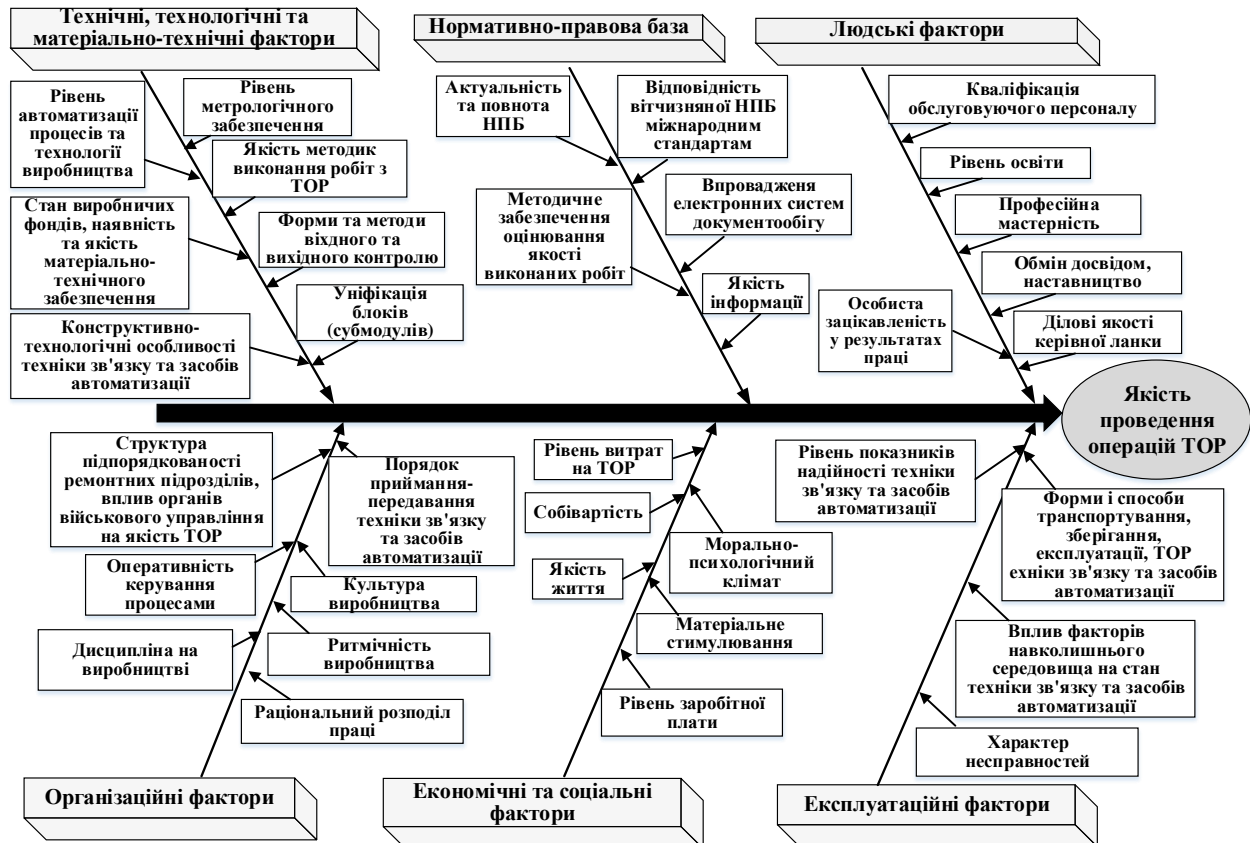 Технічні, технологічні та
матеріально-технічні фактори
Нормативно-правова база
Людські фактори
Рівень
автоматизації
процесів та
технології
виробництва
Рівень
метрологічного
забезпечення
Якість методик
виконання робіт з
ТОР
Стан виробничих
фондів, наявність
та якість
матеріально-
технічного
забезпечення
Форми та методи
віхідного та
вихідного контролю
Уніфікація
блоків
(субмодулів)
Конструктивно-
технологічні особливості
техніки зв'язку та засобів
автоматизації
Актуальність
та повнота
НПБ
Відповідність
вітчизняної НПБ
міжнародним
стандартам
Методичне
забезпечення
оцінювання
якості
виконаних робіт
Впровадженя
електронних систем
документообігу
Якість
інформації
Кваліфікація
обслуговуючого персоналу
Рівень освіти
Професійна
мастерність
Обмін досвідом,
наставництво
Особиста
зацікавленість
у результатах
праці
Ділові якості
керівної ланки
Якість
проведення
операцій ТОР
Структура
підпорядкованості
ремонтних підрозділів,
вплив органів
військового управління
на якість ТОР
Порядок
приймання-
передавання
техніки зв'язку
та засобів
автоматизації
Оперативність
керування
процесами
Культура
виробництва
Дисципліна на
виробництві
Ритмічність
виробництва
Раціональний розподіл
праці
Рівень витрат
на ТОР
Собівартість
Морально-
психологічний
клімат
Якість
життя
Матеріальне
стимулювання
Рівень заробітної
плати
Рівень показників
надійності техніки
зв'язку та засобів
автоматизації
Форми і способи
транспортування,
зберігання,
експлуатації, ТОР
ехніки зв'язку та засобів
автоматизації
Вплив факторів
навколишнього
середовища на стан
техніки зв'язку та засобів
автоматизації
Характер
несправностей
Організаційні фактори
Економічні та соціальні
фактори
Експлуатаційні фактори